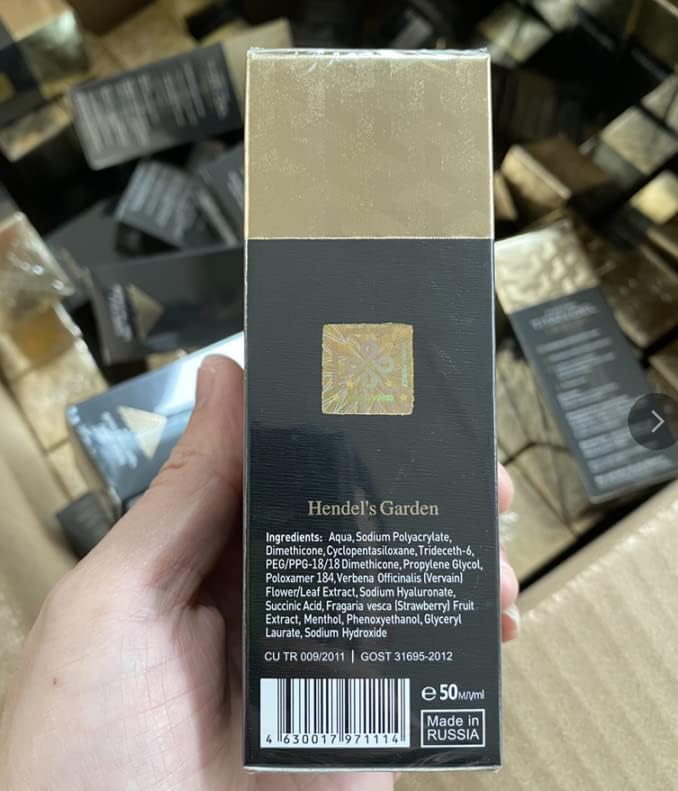 Hendel's Garden
Ingredients: Aqua, Sodium Polyacrylate,
Dimethicone, Cyclopentasiloxane, Trideceth-6,
PEG/PPG-18/18 Dimethicone, Propylene Glycol,
Poloxamer 184, Verbena Officinalis (Vervain)
Flower/Leaf Extract, Sodium Hyaluronate,
Succinic Acid, Fragaria vesca (Strawberry) Fruit
Extract, Menthol, Phenoxyethanol, Glyceryl
Laurate, Sodium Hydroxide
CU TR 009/2011 | GOST 31695-2012
e 50мл/ml
Made in
RUSSIA
4 630017 971114